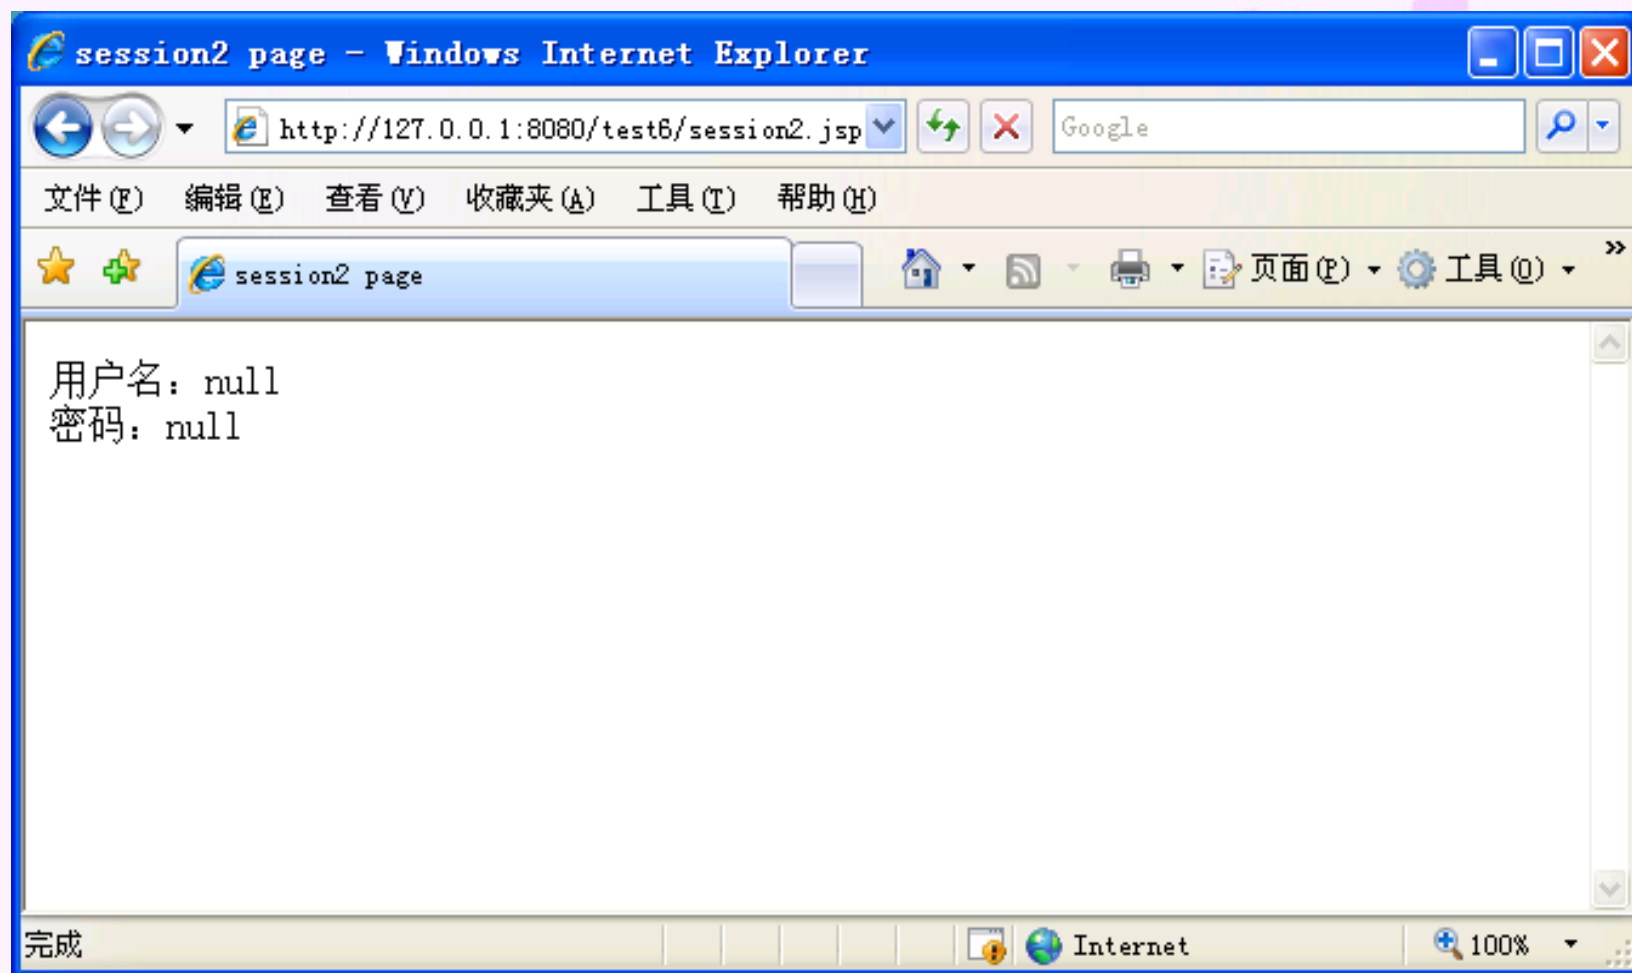 session2 page - Windows Internet Explorer
http://127.0.0.1:8080/test6/session2.jsp Google
文件(F) 编辑(E) 查看(V) 收藏夹(A) 工具(T) 帮助(H)
session2 page 页面(P) 工具(O) »
用户名：null
密码：null
完成 Internet 100%